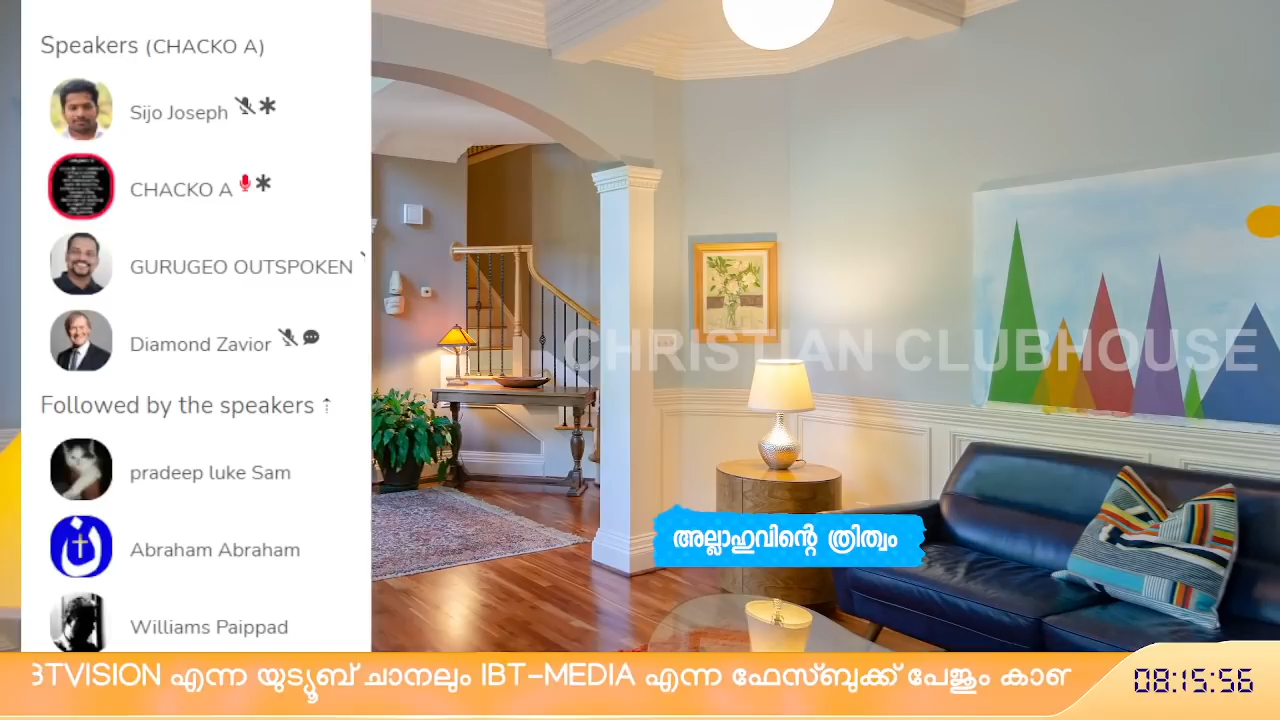 Speakers (CHACKO A)
Sijo Joseph
CHACKO A
GURUGEO OUTSPOKEN
Diamond Zavior
Followed by the speakers ↑
pradeep luke Sam
Abraham Abraham
Williams Paippad
CHRISTIAN CLUBHOUSE
അല്ലാഹുവിന്റെ ത്രിത്വം
BTVISION എന്ന യുട്യൂബ് ചാനലും IBT-MEDIA എന്ന ഫേസ്ബുക്ക് പേജും കാണ
08:15:56